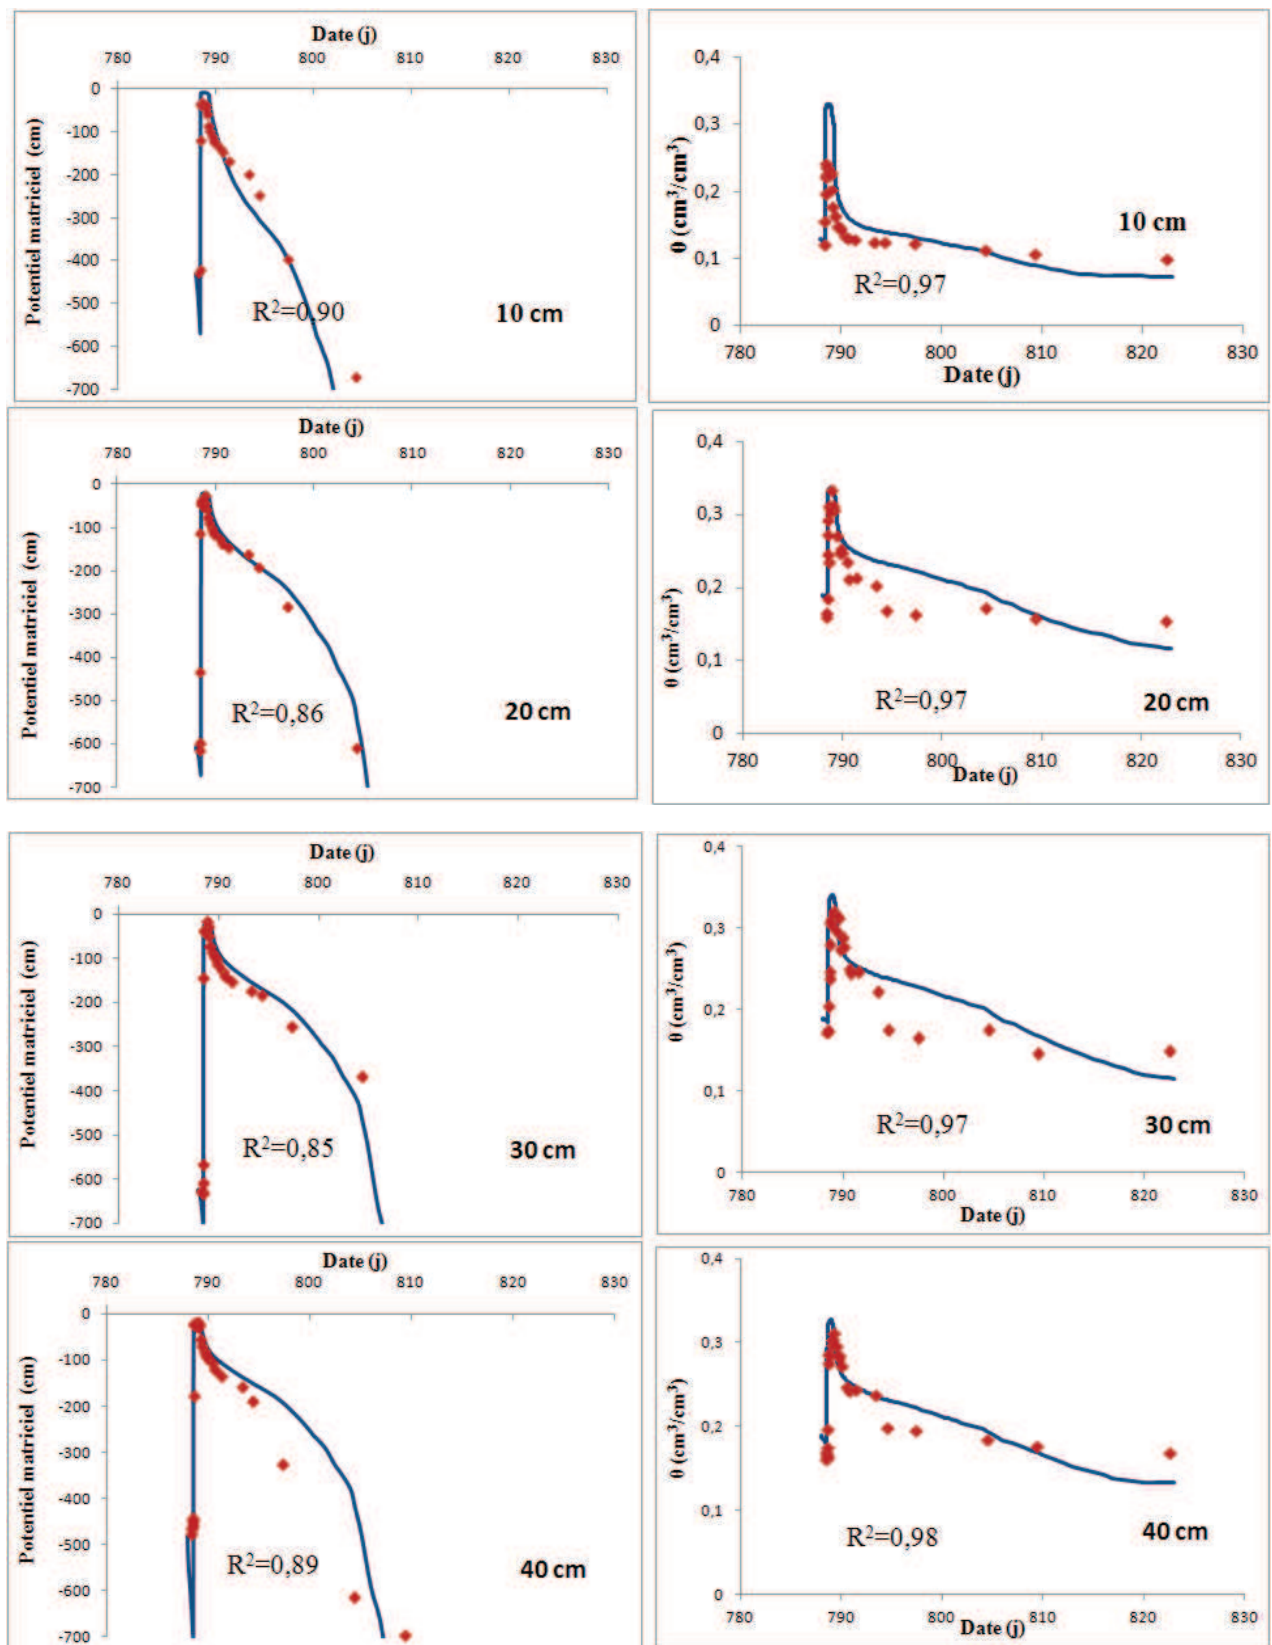 Date (j)
780 790 800 810 820 830
0
-100
-200
-300
-400
-500
-600
-700
Potentiel matriciel (cm)
R²=0,90
10 cm
0,4
0,3
0,2
0,1
0
θ (cm³/cm³)
10 cm
R²=0,97
780 790 800 810 820 830
Date (j)
Date (j)
780 790 800 810 820 830
0
-100
-200
-300
-400
-500
-600
-700
Potentiel matriciel (cm)
R²=0,86
20 cm
0,4
0,3
0,2
0,1
0
θ (cm³/cm³)
R²=0,97
20 cm
780 790 800 810 820 830
Date (j)
Date (j)
780 790 800 810 820 830
0
-100
-200
-300
-400
-500
-600
-700
Potentiel matriciel (cm)
R²=0,85
30 cm
0,4
0,3
0,2
0,1
0
θ (cm³/cm³)
R²=0,97
30 cm
780 790 800 810 820 830
Date (j)
Date (j)
780 790 800 810 820 830
0
-100
-200
-300
-400
-500
-600
-700
Potentiel matriciel (cm)
R²=0,89
40 cm
0,4
0,3
0,2
0,1
0
θ (cm³/cm³)
R²=0,98
40 cm
780 790 800 810 820 830
Date (j)